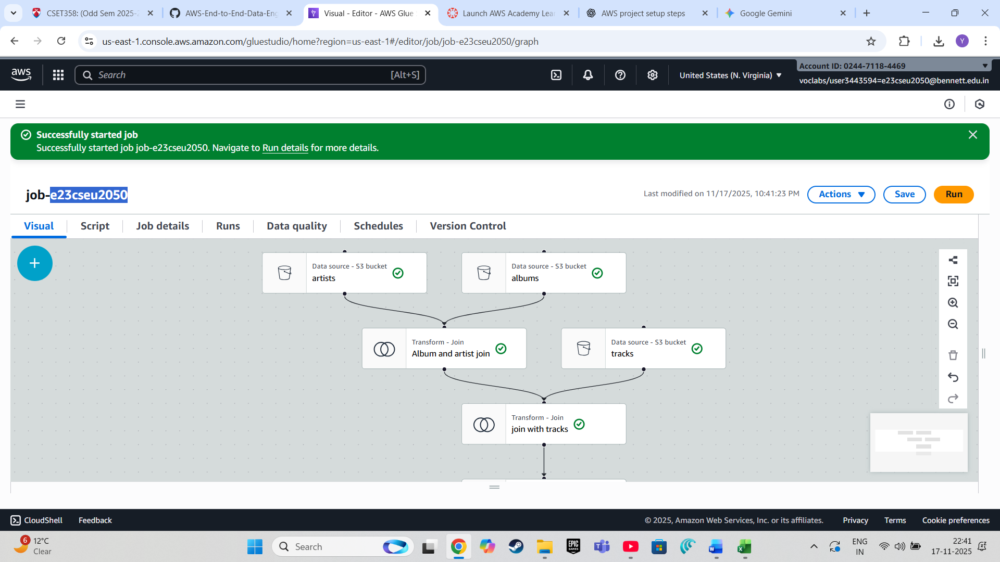 CSET358: (Odd Sem 2025-2
AWS-End-to-End-Data-Eng
Visual - Editor - AWS Glue
Launch AWS Academy Lea
AWS project setup steps
Google Gemini
us-east-1.console.aws.amazon.com/gluestudio/home?region=us-east-1#/editor/job/job-e23cseu2050/graph
Y
aws
Search
[Alt+S]
United States (N. Virginia)
Account ID: 0244-7118-4469
voclabs/user3443594=e23cseu2050@bennett.edu.in
Successfully started job
Successfully started job job-e23cseu2050. Navigate to Run details for more details.
job-e23cseu2050
Last modified on 11/17/2025, 10:41:23 PM
Actions
Save
Run
Visual
Script
Job details
Runs
Data quality
Schedules
Version Control
Data source - S3 bucket
artists
Data source - S3 bucket
albums
Transform - Join
Album and artist join
Data source - S3 bucket
tracks
Transform - Join
join with tracks
CloudShell
Feedback
© 2025, Amazon Web Services, Inc. or its affiliates.
Privacy
Terms
Cookie preferences
6
12°C
Clear
Search
EPIC
GAMES
ENG
IN
22:41
17-11-2025